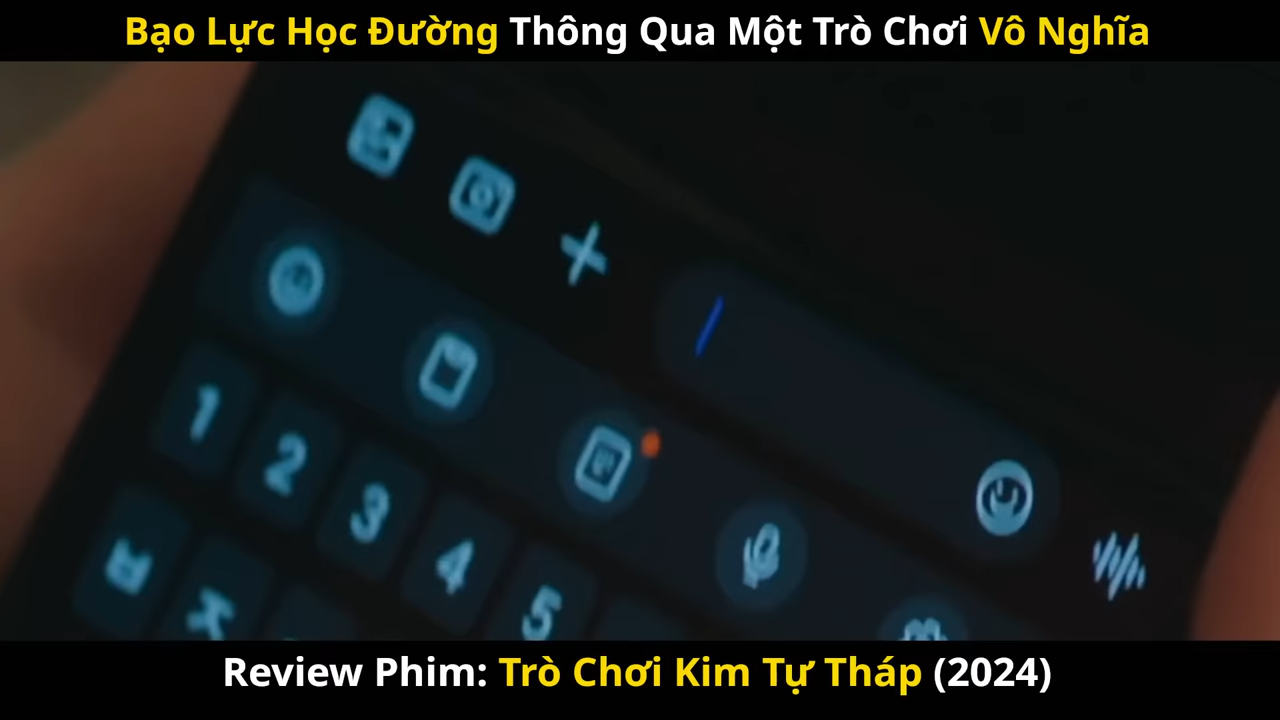 Bạo Lực Học Đường Thông Qua Một Trò Chơi Vô Nghĩa
1 2 3 4 5
ㅂ ㅈ
Review Phim: Trò Chơi Kim Tự Tháp (2024)